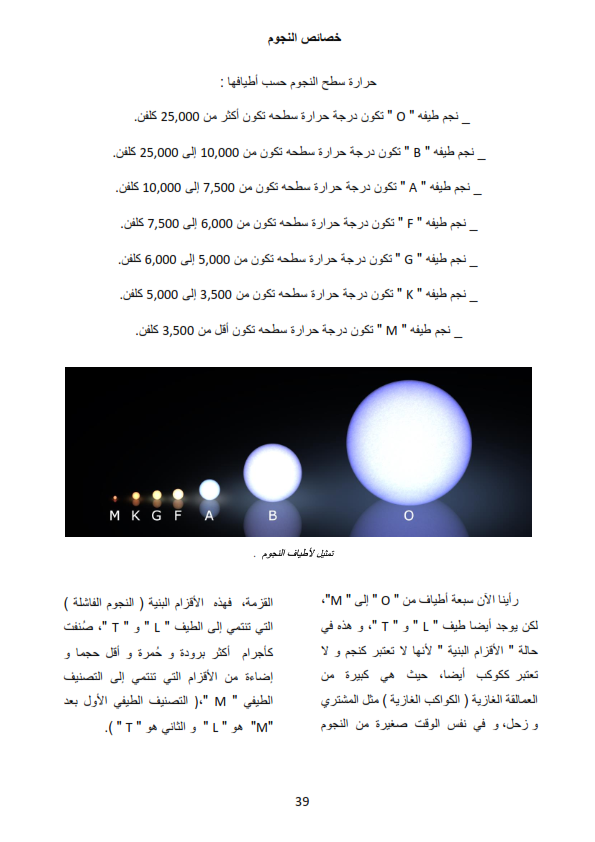 خصائص النجوم
حرارة سطح النجوم حسب أطيافها :
_ نجم طيفه " O " تكون درجة حرارة سطحه تكون أكثر من 25,000 كلفن.
_ نجم طيفه " B " تكون درجة حرارة سطحه تكون من 10,000 إلى 25,000 كلفن.
_ نجم طيفه " A " تكون درجة حرارة سطحه تكون من 7,500 إلى 10,000 كلفن.
_ نجم طيفه " F " تكون درجة حرارة سطحه تكون من 6,000 إلى 7,500 كلفن.
_ نجم طيفه " G " تكون درجة حرارة سطحه تكون من 5,000 إلى 6,000 كلفن.
_ نجم طيفه " K " تكون درجة حرارة سطحه تكون من 3,500 إلى 5,000 كلفن.
_ نجم طيفه " M " تكون درجة حرارة سطحه تكون أقل من 3,500 كلفن.
M K G F A B O
تمثيل لأطياف النجوم .
رأينا الآن سبعة أطياف من " O " إلى " M"،
لكن يوجد أيضا طيف " L " و " T "، و هذه في
حالة " الأقزام البنية " لأنها لا تعتبر كنجم و لا
تعتبر ككوكب أيضا، حيث هي كبيرة من
العمالقة الغازية ( الكواكب الغازية ) مثل المشتري
و زحل، و في نفس الوقت صغيرة من النجوم
القزمة، فهذه الأقزام البنية ( النجوم الفاشلة )
التي تنتمي إلى الطيف " L " و " T "، صُنفت
كأجرام أكثر برودة و حُمرة و أقل حجما و
إضاءة من الأقزام التي تنتمي إلى التصنيف
الطيفي " M "،( التصنيف الطيفي الأول بعد
"M" هو " L " و الثاني هو " T " ).
39